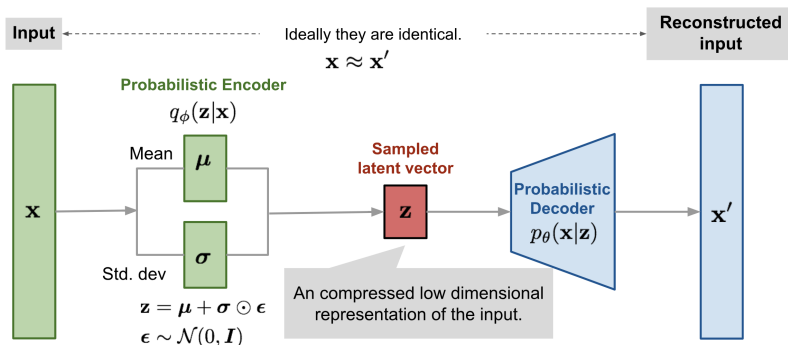 Input
Ideally they are identical.
x ≈ x′
Reconstructed
input
Probabilistic Encoder
qϕ(z|x)
Mean
μ
x
Std. dev
σ
z = μ + σ ⊙ ϵ
ϵ ∼ 𝒩(0, I)
Sampled
latent vector
z
An compressed low dimensional
representation of the input.
Probabilistic
Decoder
pθ(x|z)
x′